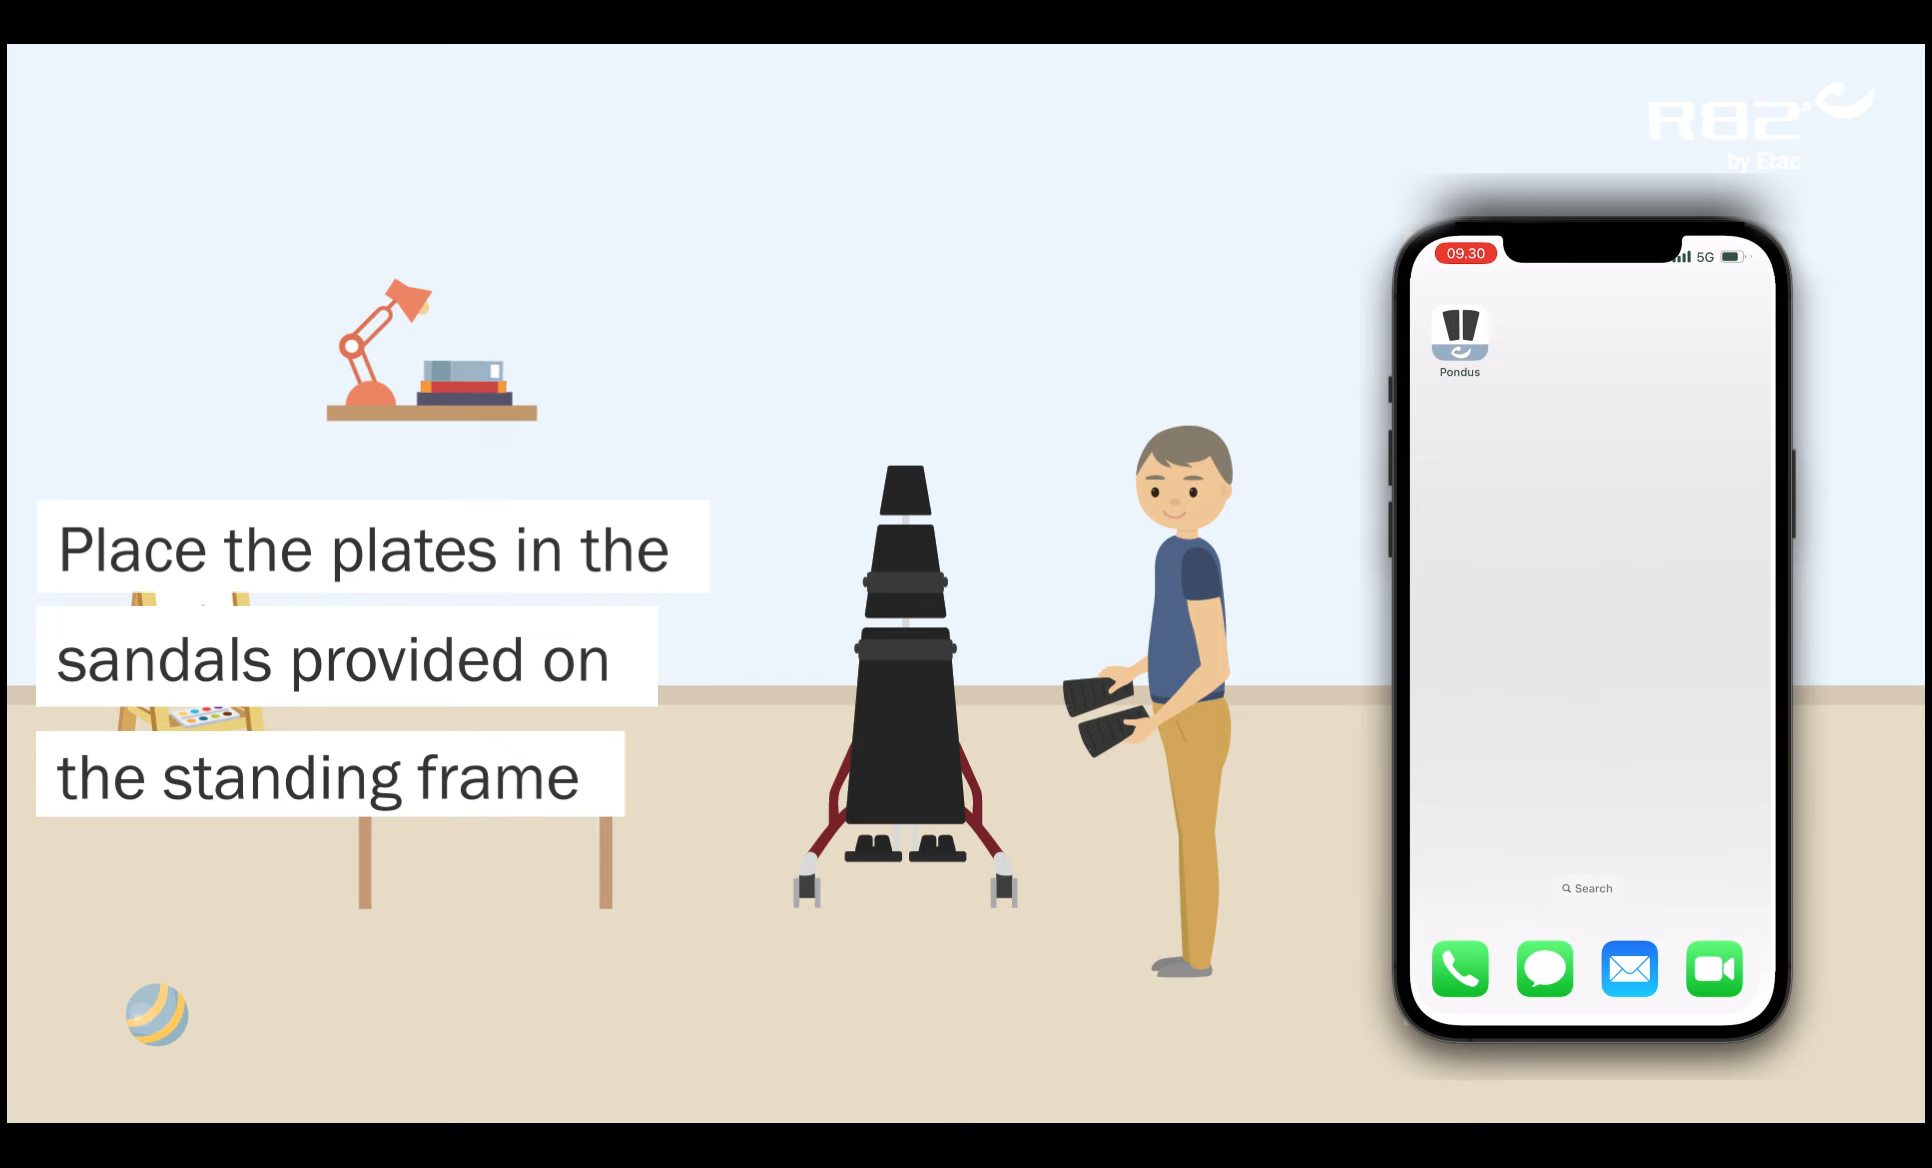 R82
by Etac
09.30
5G
Pondus
Place the plates in the
sandals provided on
the standing frame
Search